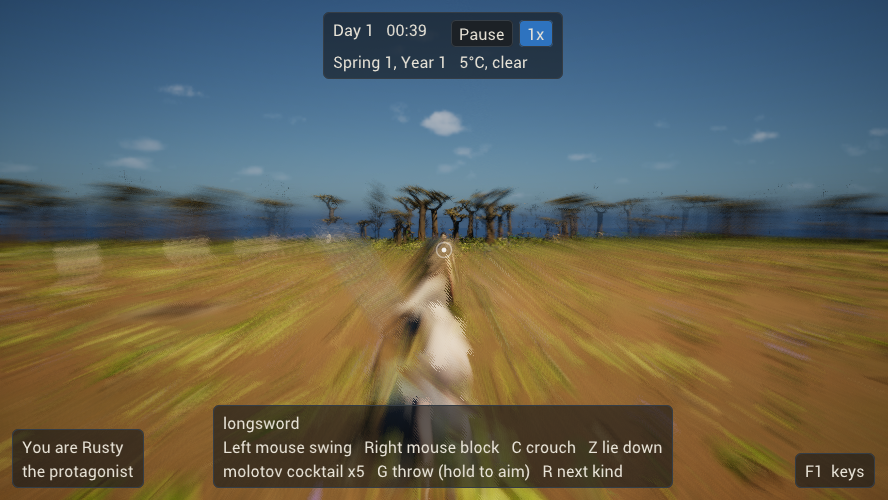 Day 1 00:39 Pause 1x
Spring 1, Year 1 5°C, clear
longsword
Left mouse swing Right mouse block C crouch Z lie down
molotov cocktail x5 G throw (hold to aim) R next kind
You are Rusty
the protagonist
F1 keys